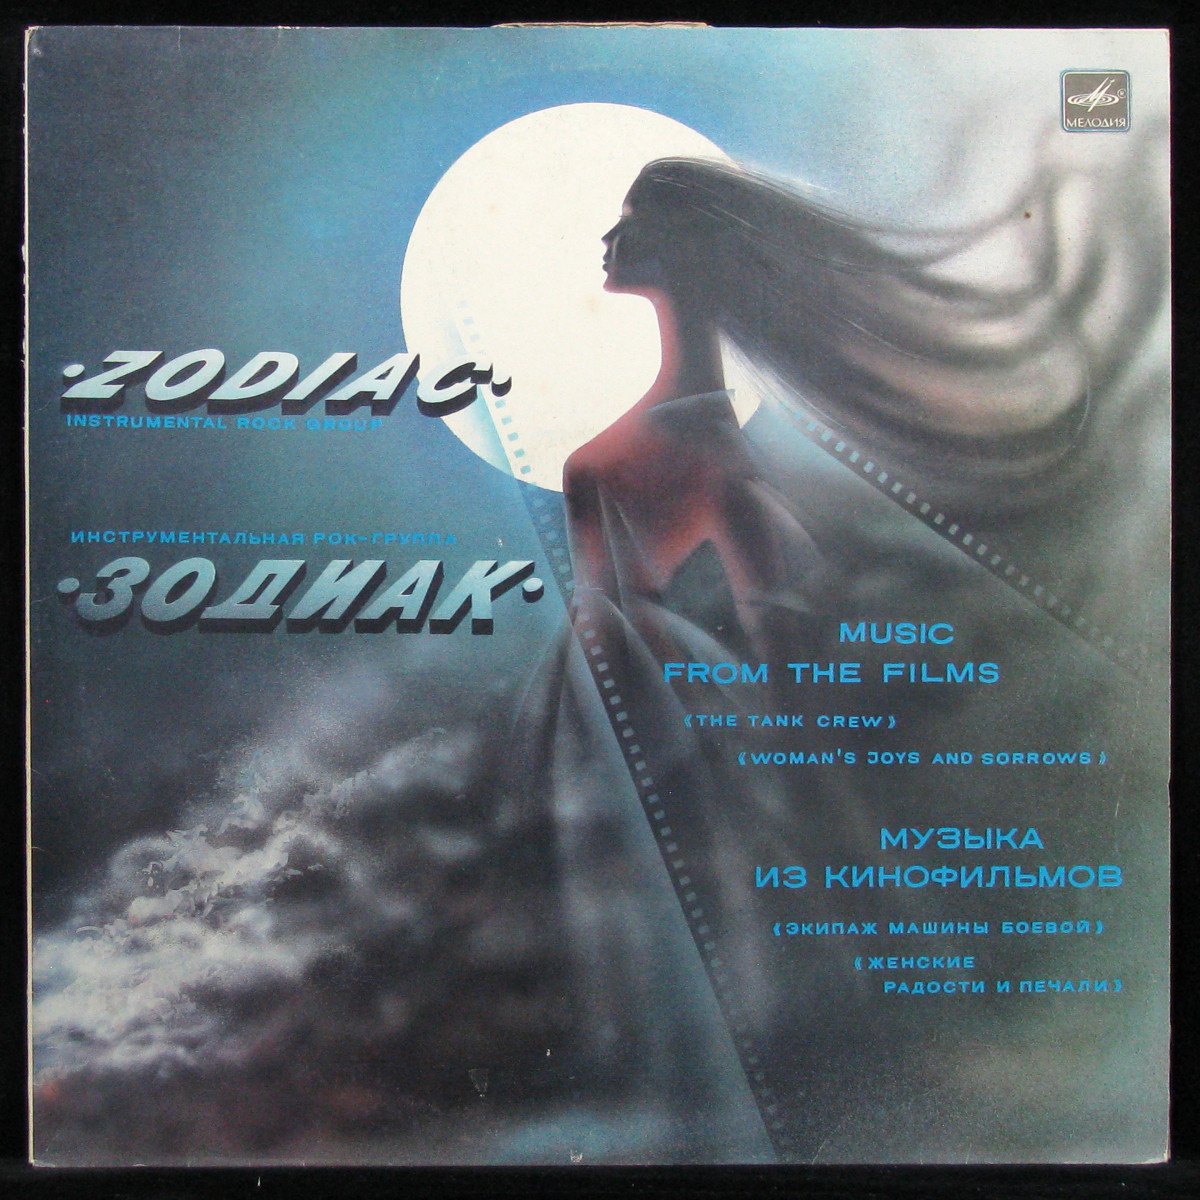 МЕЛОДИЯ
·ZODIAC·
INSTRUMENTAL ROCK GROUP
ИНСТРУМЕНТАЛЬНАЯ РОК-ГРУППА
·ЗОДИАК·
MUSIC
FROM THE FILMS
《THE TANK CREW》
《WOMAN'S JOYS AND SORROWS》
МУЗЫКА
ИЗ КИНОФИЛЬМОВ
《ЭКИПАЖ МАШИНЫ БОЕВОЙ》
《ЖЕНСКИЕ
РАДОСТИ И ПЕЧАЛИ》